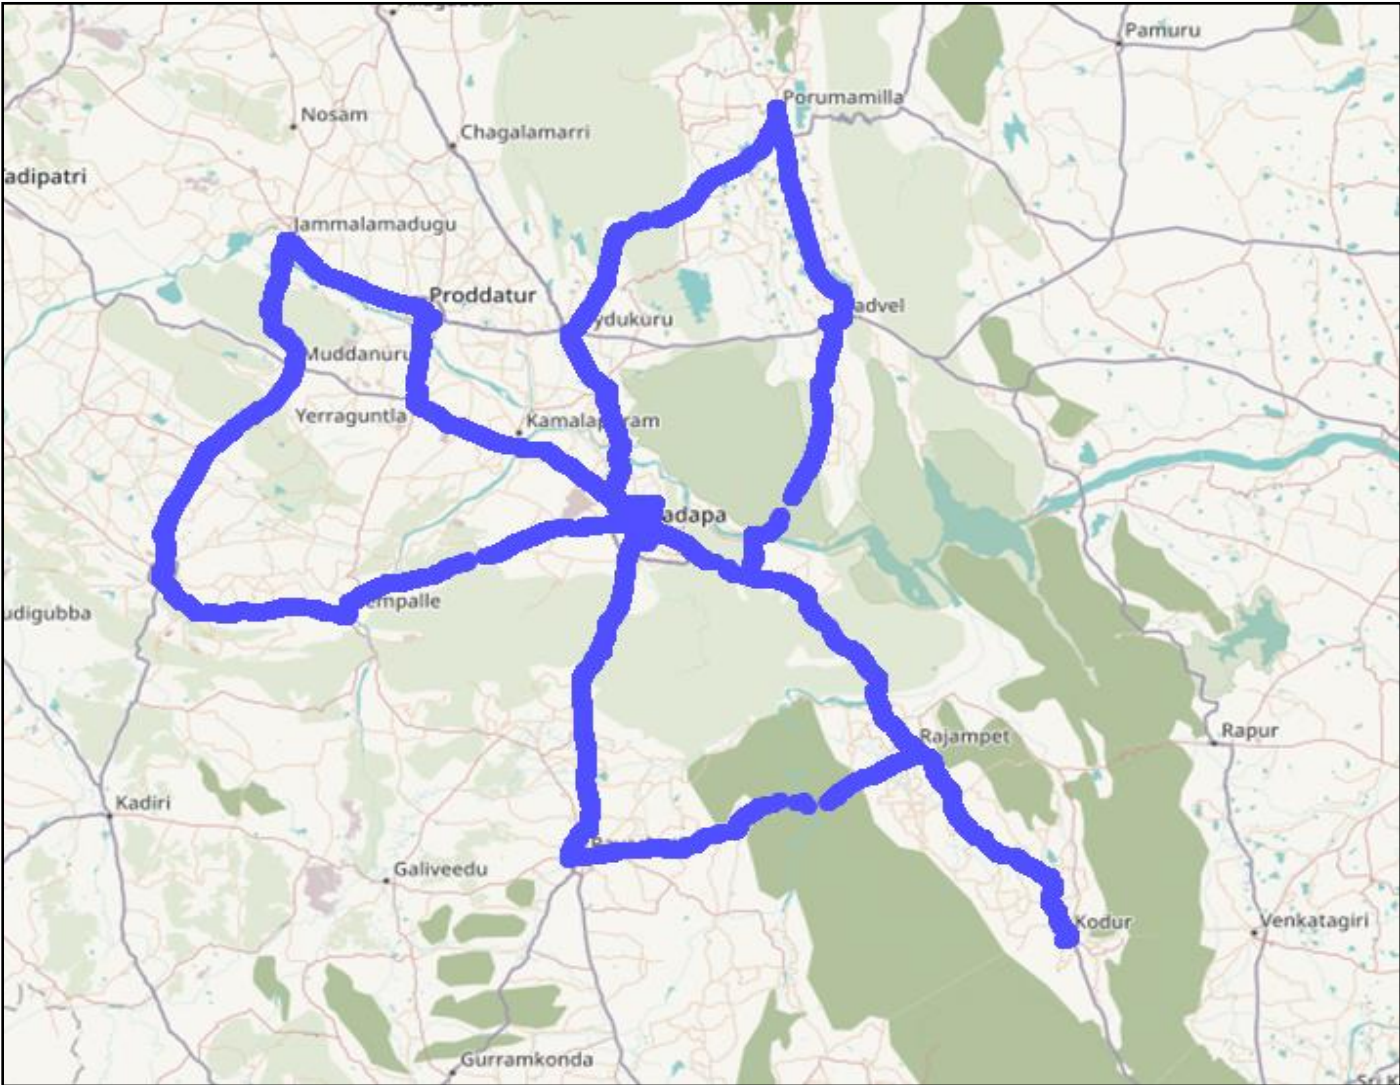 Pamuru
Porumamilla
Nosam
Chagalamarri
adipatri
Jammalamadugu
Proddatur
advel
ydukuru
Muddanuru
Yerraguntla
Kamalap ram
adapa
empalle
udigubba
Rajampet
Rapur
Kadiri
Galiveedu
Kodur
Venkatagiri
Gurramkonda